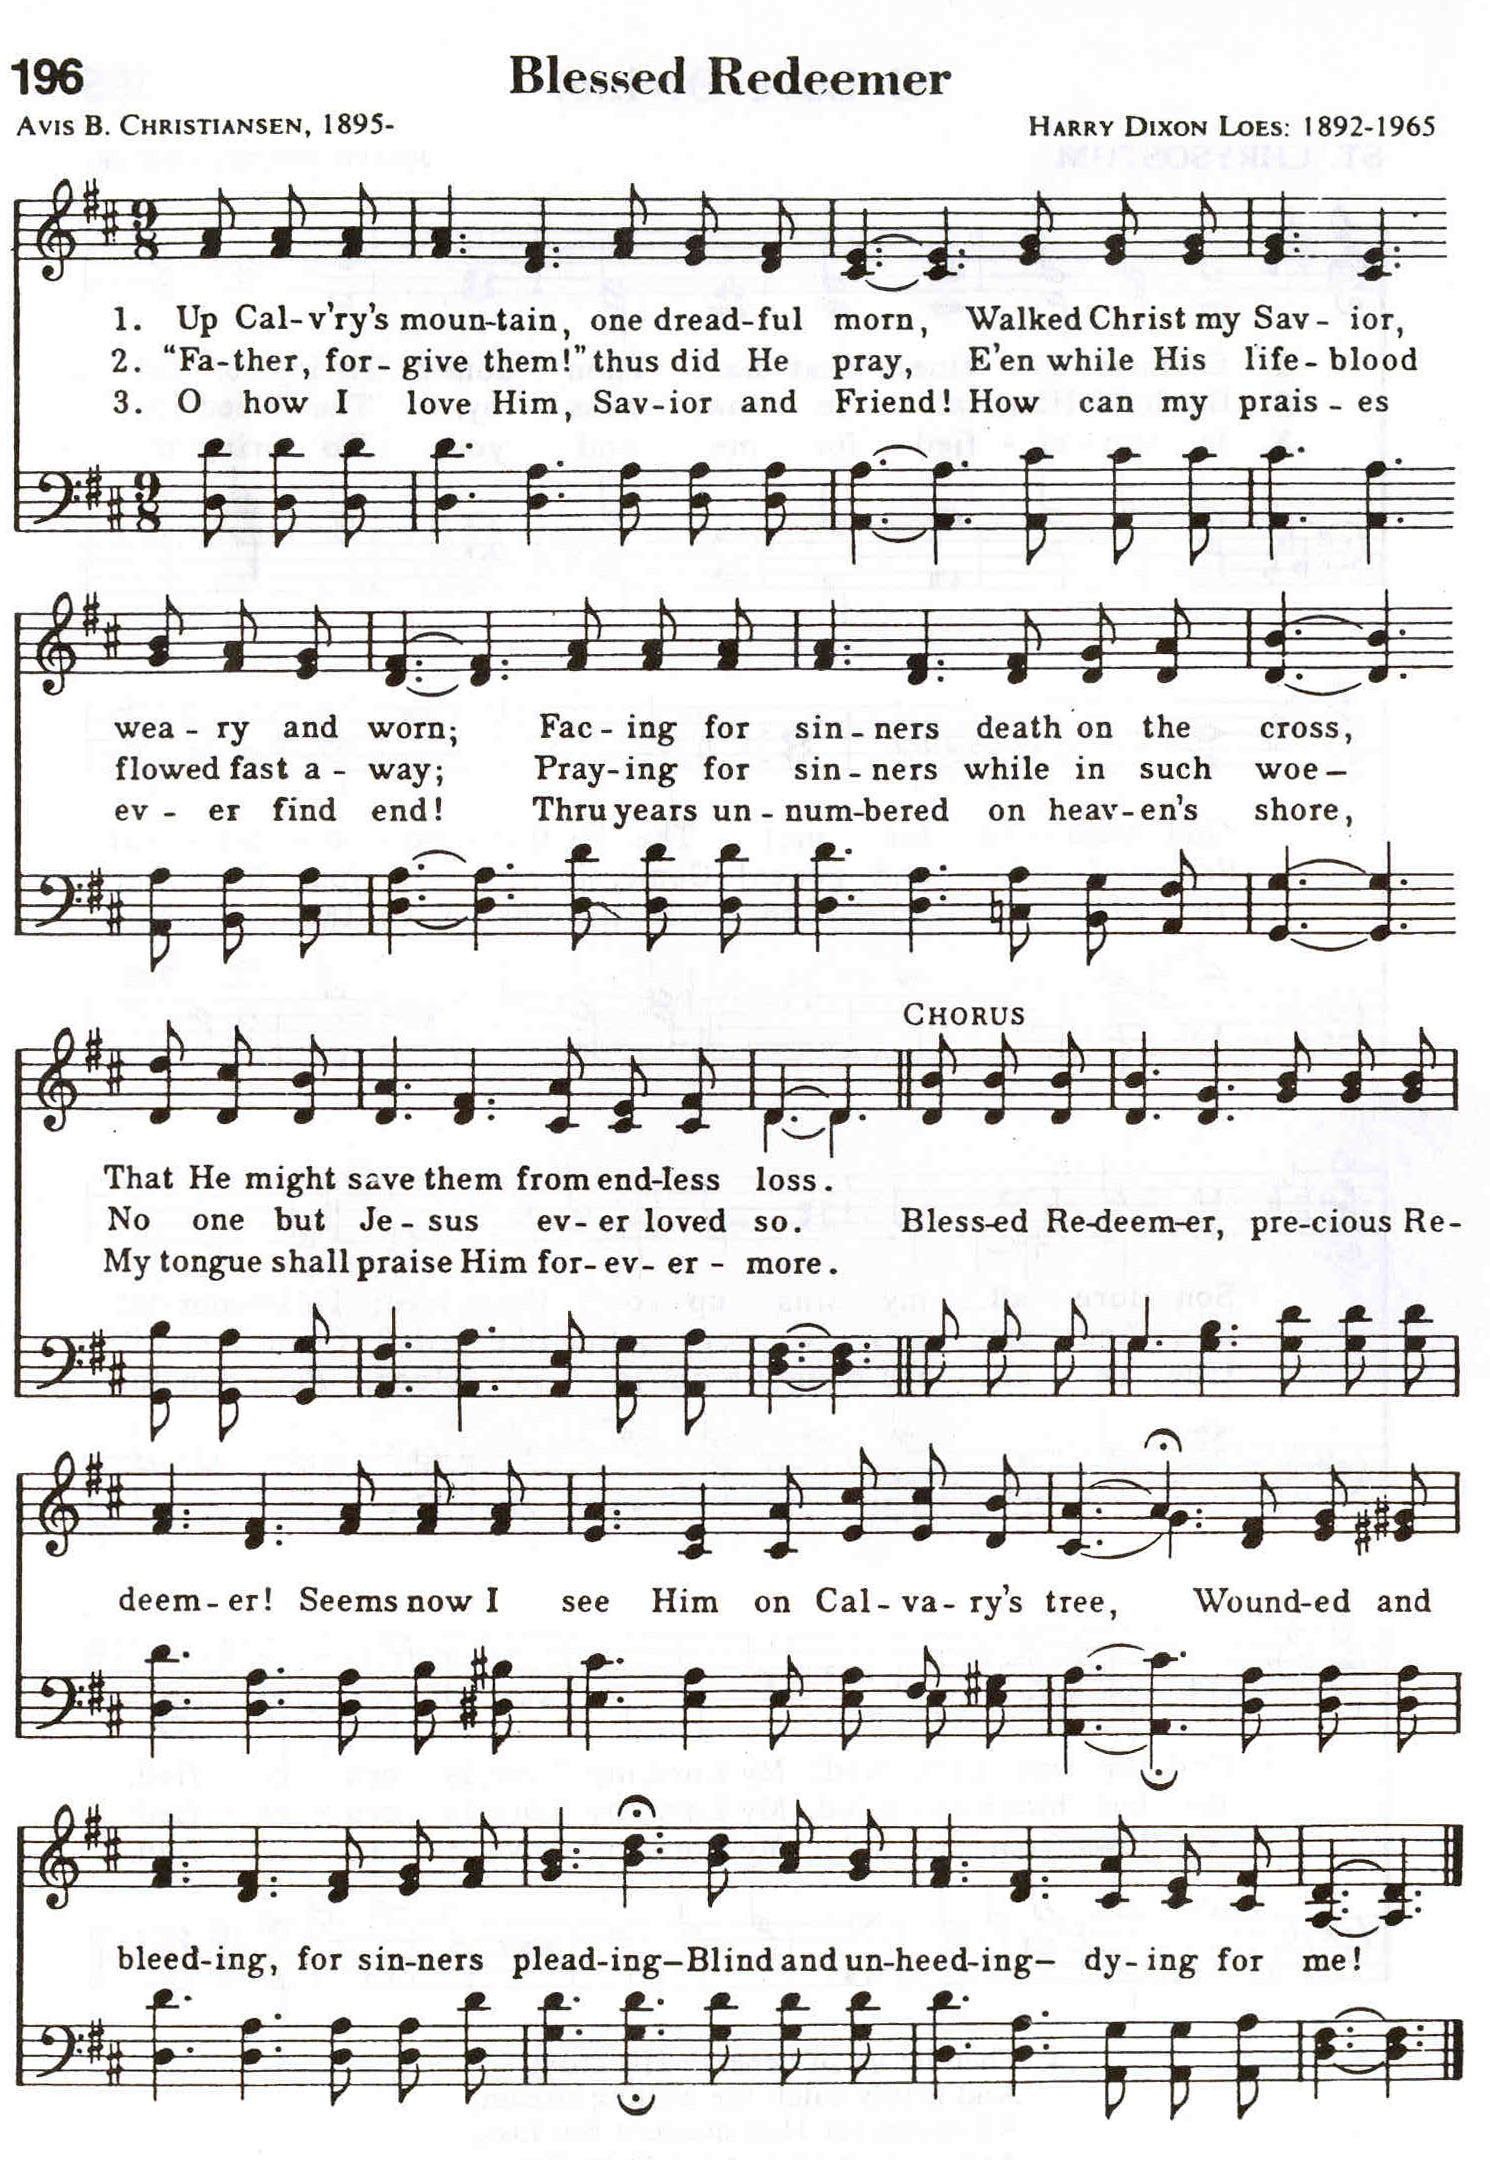 196 Blessed Redeemer
AVIS B. CHRISTIANSEN, 1895- HARRY DIXON LOES: 1892-1965
1. Up Cal-v'ry's moun-tain, one dread-ful morn, Walked Christ my Sav - ior,
2. “Fa-ther, for - give them!” thus did He pray, E'en while His life - blood
3. O how I love Him, Sav-ior and Friend! How can my prais - es
wea - ry and worn; Fac - ing for sin - ners death on the cross,
flowed fast a - way; Pray-ing for sin - ners while in such woe –
ev - er find end! Thru years un - num-bered on heav-en's shore,
CHORUS
That He might save them from end-less loss.
No one but Je - sus ev - er loved so. Bless-ed Re-deem-er, pre-cious Re-
My tongue shall praise Him for-ev-er - more.
deem - er! Seems now I see Him on Cal - va - ry's tree, Wound-ed and
bleed-ing, for sin-ners plead-ing–Blind and un-heed-ing– dy- ing for me!